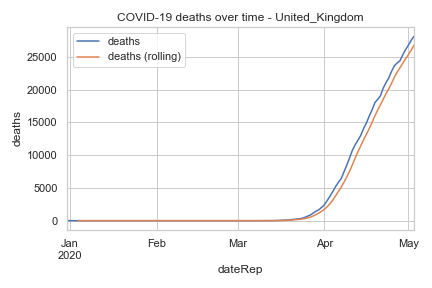 COVID-19 deaths over time - United_Kingdom
deaths
deaths (rolling)
deaths
25000
20000
15000
10000
5000
0
Jan Feb Mar Apr May
2020
dateRep